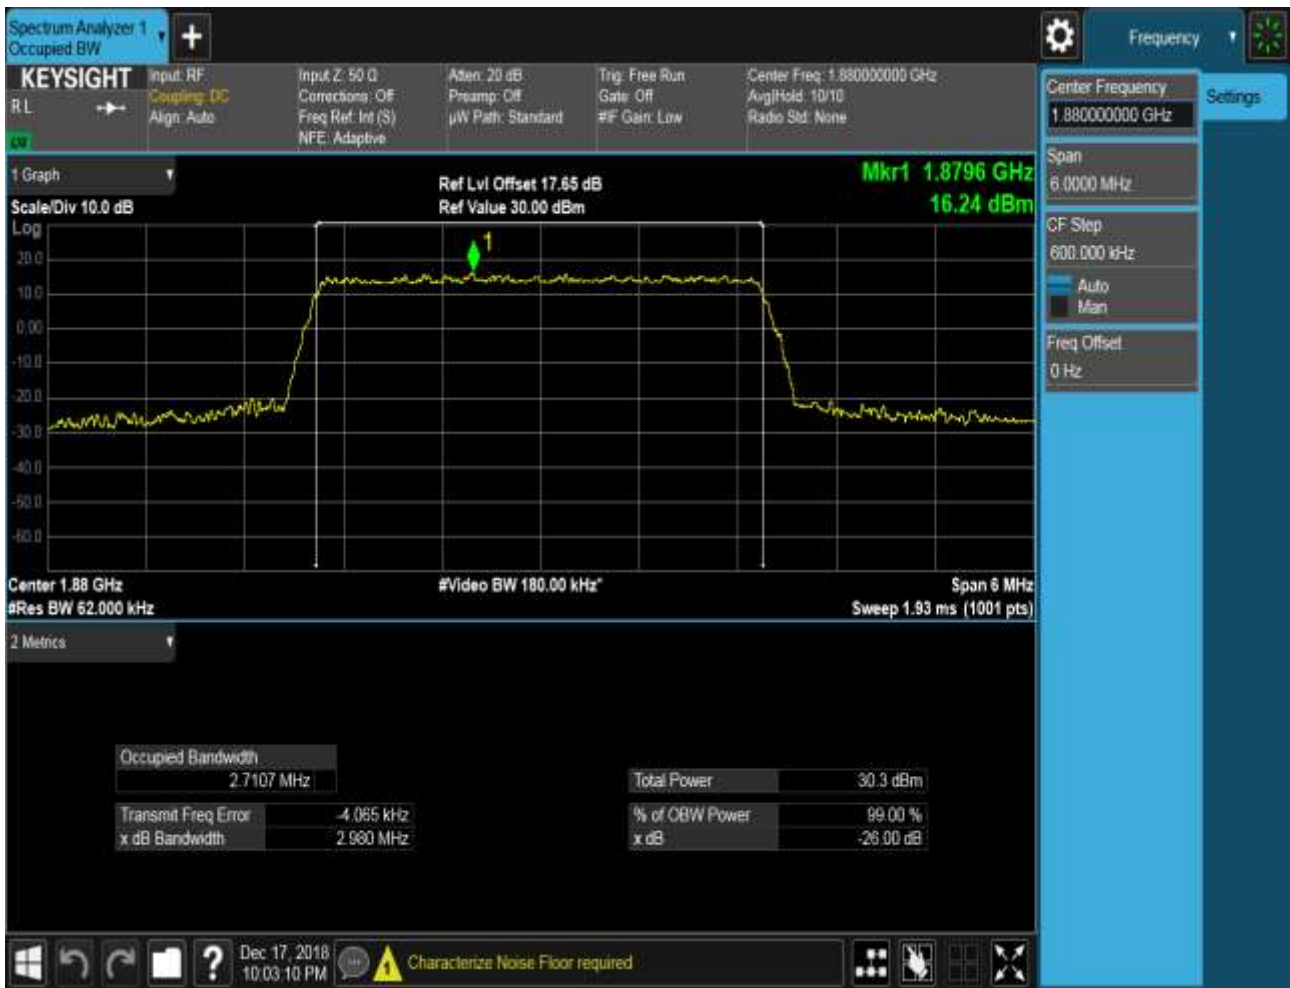 Spectrum Analyzer 1
Occupied BW
Frequency
KEYSIGHT
R L
Input: RF
Coupling: DC
Align: Auto
Input Z: 50 Ω
Corrections: Off
Freq Ref: Int (S)
NFE: Adaptive
Atten: 20 dB
Preamp: Off
µW Path: Standard
Trig: Free Run
Gate: Off
#IF Gain: Low
Center Freq: 1.880000000 GHz
Avg|Hold: 10/10
Radio Std: None
Center Frequency
1.880000000 GHz
Settings
Span
6.0000 MHz
CF Step
600.000 kHz
Auto
Man
Freq Offset
0 Hz
1 Graph
Scale/Div 10.0 dB
Ref Lvl Offset 17.65 dB
Ref Value 30.00 dBm
Mkr1 1.8796 GHz
16.24 dBm
Log
1
20.0
10.0
0.00
-10.0
-20.0
-30.0
-40.0
-50.0
-60.0
Center 1.88 GHz
#Video BW 180.00 kHz*
Span 6 MHz
#Res BW 62.000 kHz
Sweep 1.93 ms (1001 pts)
2 Metrics
Occupied Bandwidth
2.7107 MHz
Total Power 30.3 dBm
Transmit Freq Error -4.065 kHz
% of OBW Power 99.00 %
x dB Bandwidth 2.980 MHz
x dB -26.00 dB
?
Dec 17, 2018
10:03:10 PM
1
Characterize Noise Floor required